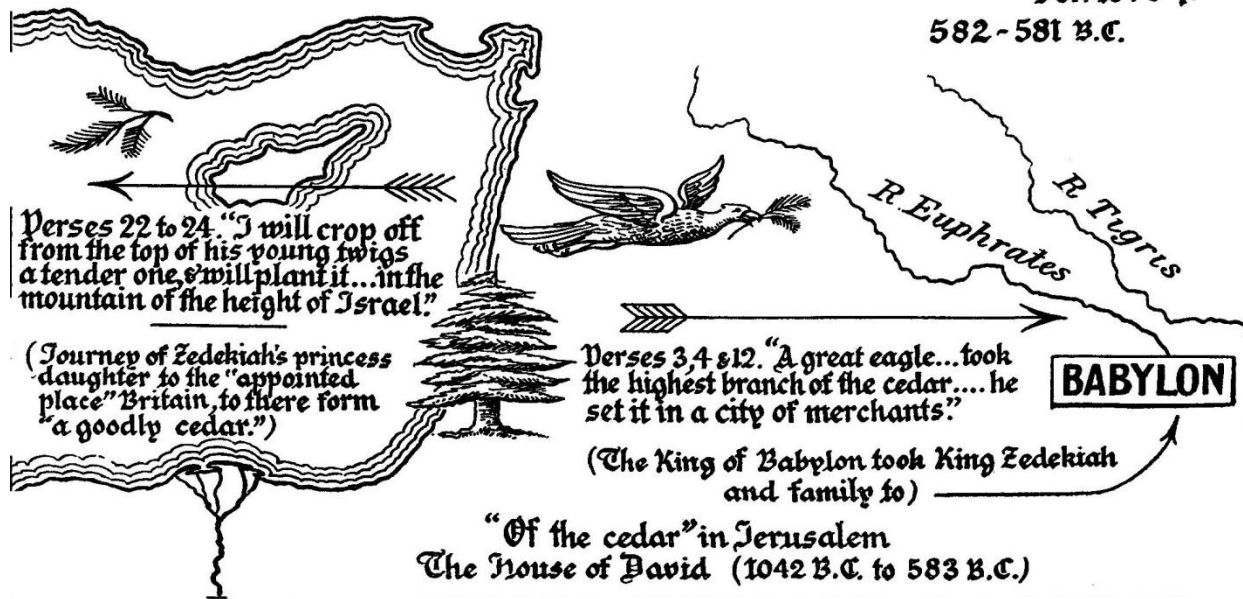 582-581 B.C.
R. Euphrates
R Tigris
Verses 22 to 24. "I will crop off
from the top of his young twigs
a tender one, & will plant it...in the
mountain of the height of Israel."
(Journey of Zedekiah's princess
daughter to the "appointed
place" Britain, to there form
"a goodly cedar.")
Verses 3,4 & 12. "A great eagle...took
the highest branch of the cedar....he
set it in a city of merchants."
BABYLON
(The King of Babylon took King Zedekiah
and family to)
"Of the cedar" in Jerusalem
The House of David (1042 B.C. to 583 B.C.)